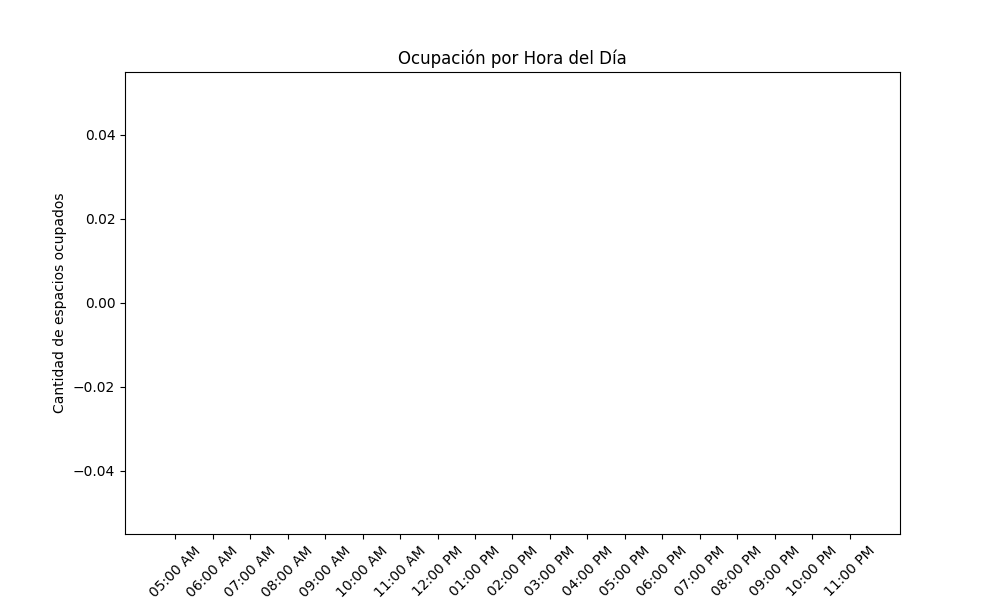 Ocupación por Hora del Día
Cantidad de espacios ocupados
0.04
0.02
0.00
−0.02
−0.04
05:00 AM
06:00 AM
07:00 AM
08:00 AM
09:00 AM
10:00 AM
11:00 AM
12:00 PM
01:00 PM
02:00 PM
03:00 PM
04:00 PM
05:00 PM
06:00 PM
07:00 PM
08:00 PM
09:00 PM
10:00 PM
11:00 PM